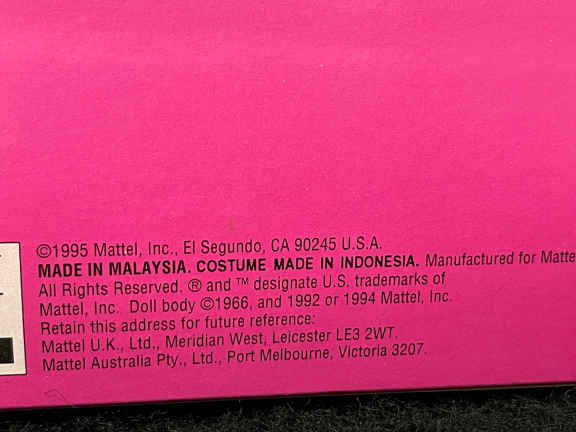 ©1995 Mattel, Inc., El Segundo, CA 90245 U.S.A.
MADE IN MALAYSIA. COSTUME MADE IN INDONESIA. Manufactured for Matte
All Rights Reserved. ® and ™ designate U.S. trademarks of
Mattel, Inc. Doll body ©1966, and 1992 or 1994 Mattel, Inc.
Retain this address for future reference:
Mattel U.K., Ltd., Meridian West, Leicester LE3 2WT.
Mattel Australia Pty., Ltd., Port Melbourne, Victoria 3207.